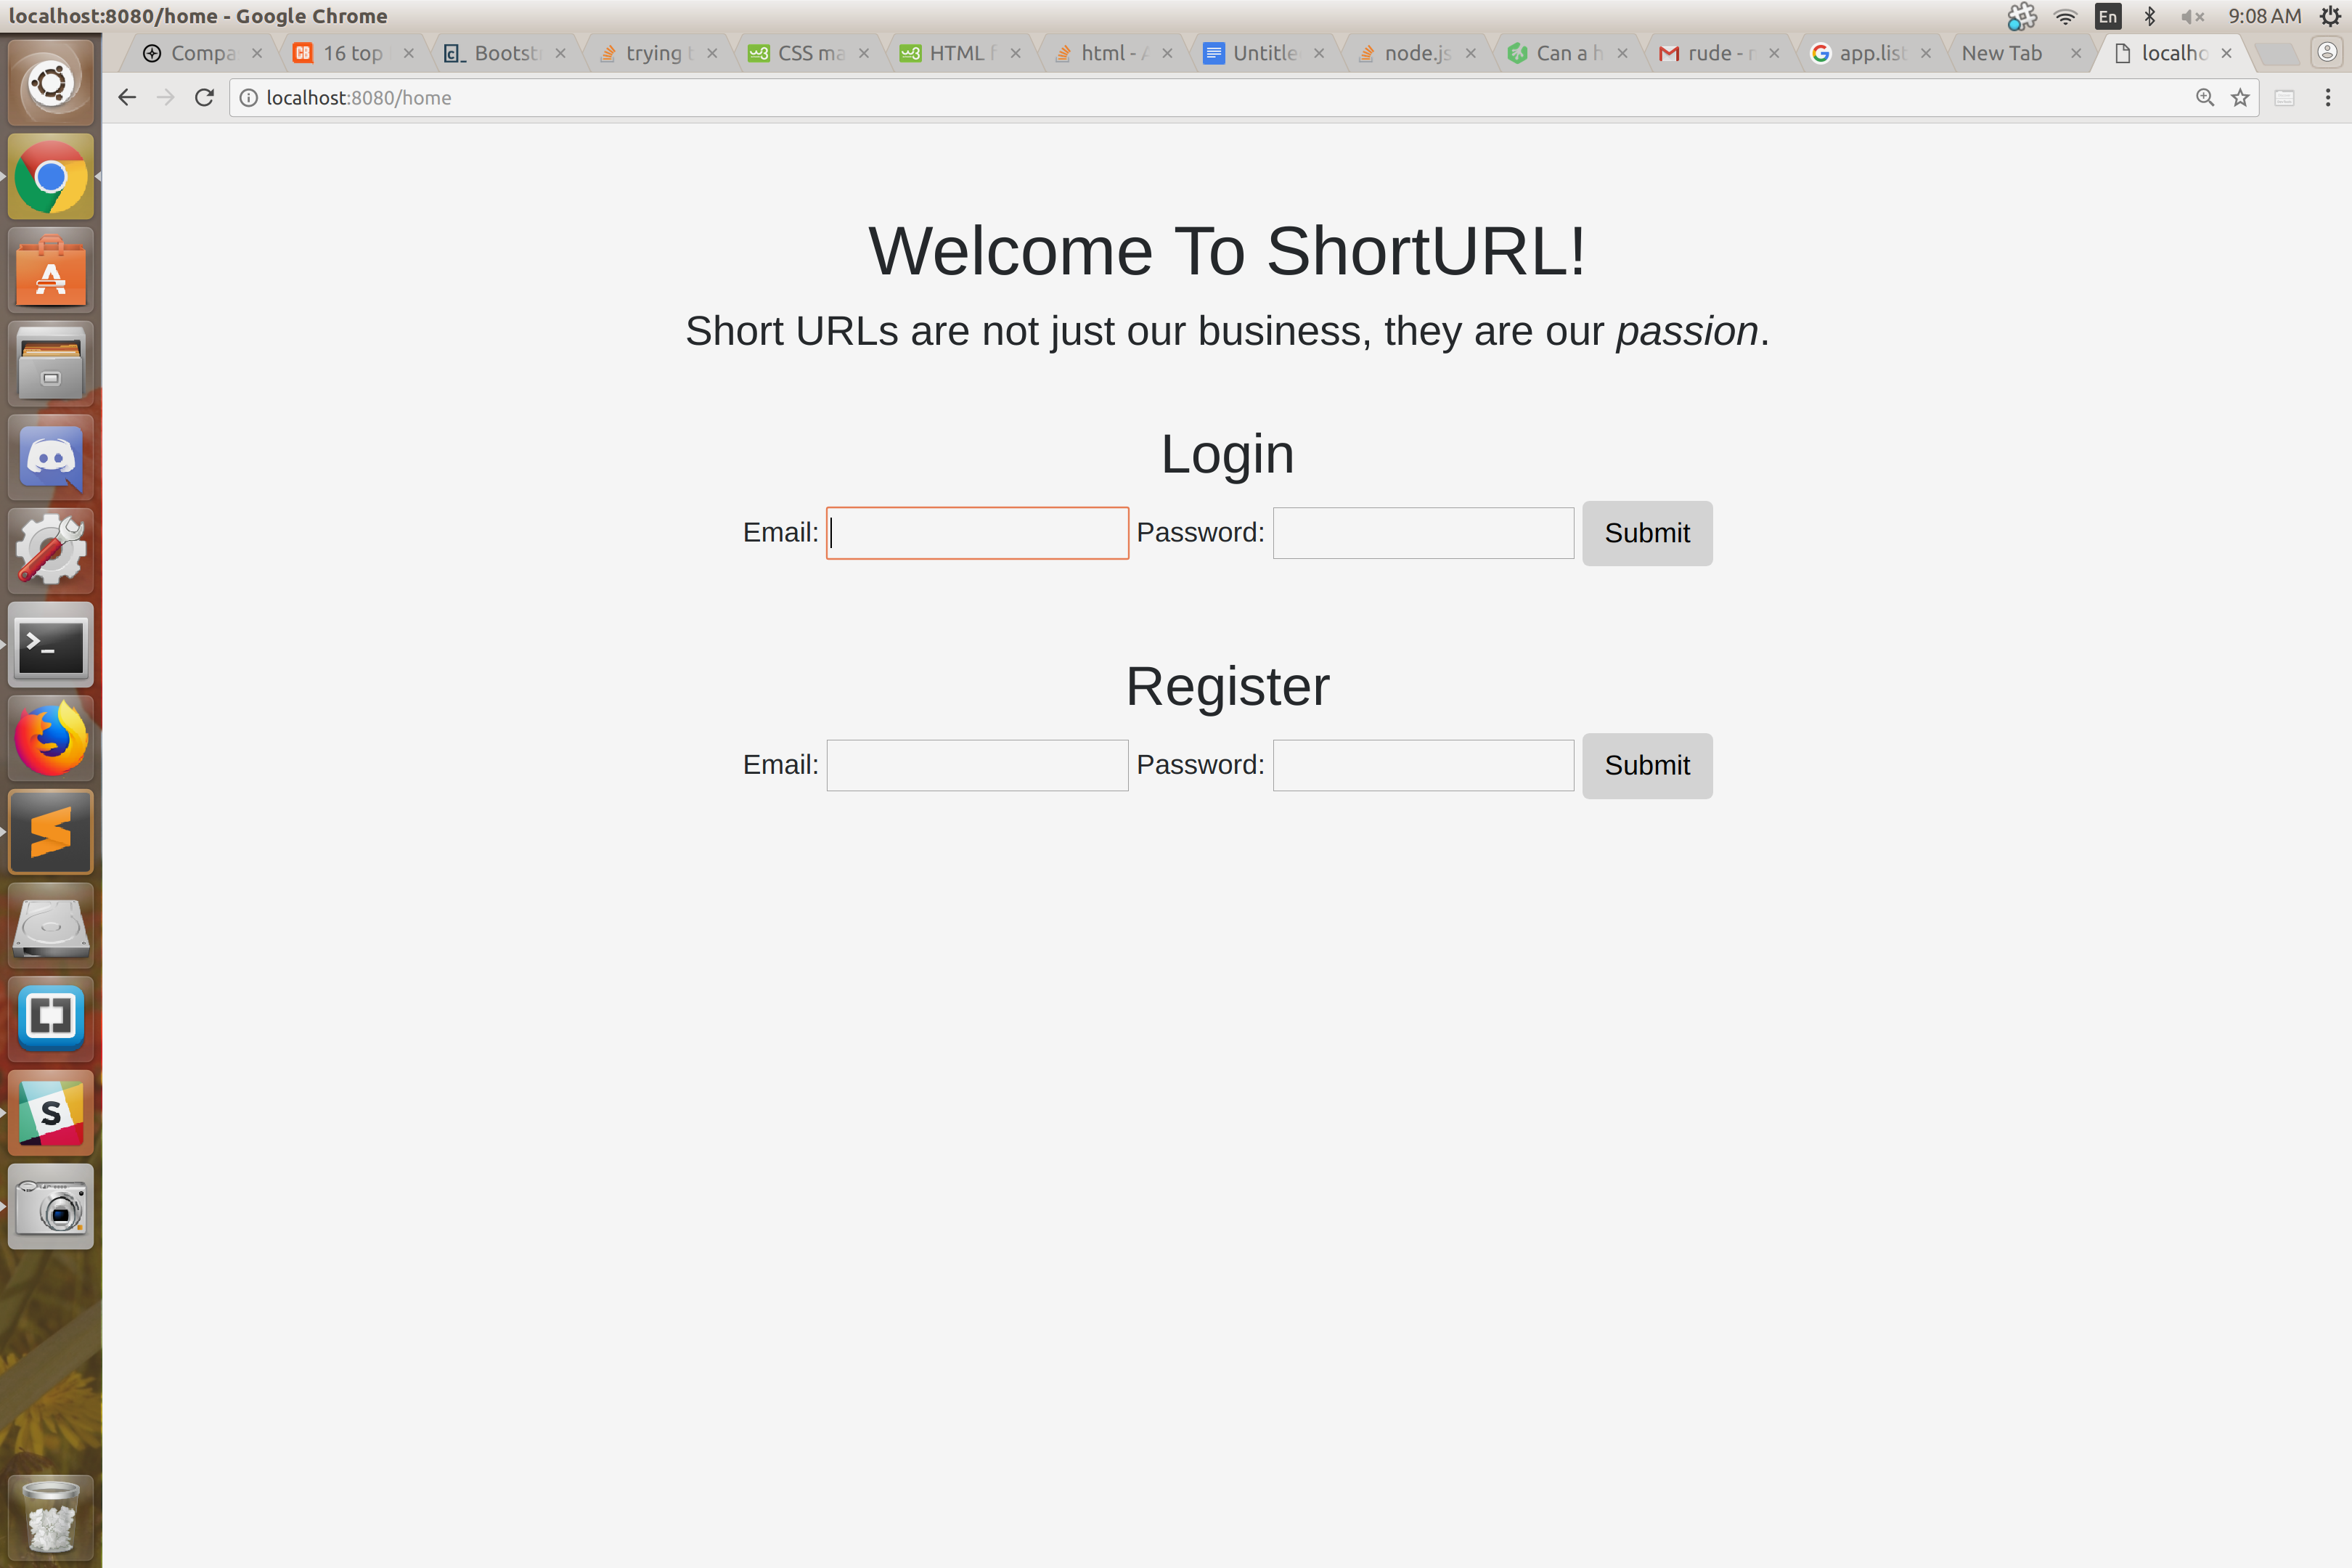 localhost:8080/home - Google Chrome
En
9:08 AM
Compa
16 top
Bootst
trying t
CSS ma
HTML f
html - A
Untitle
node.js
Can a h
rude - r
app.list
New Tab
localho
localhost:8080/home
Welcome To ShortURL!
Short URLs are not just our business, they are our passion.
Login
Email: Password: Submit
Register
Email: Password: Submit